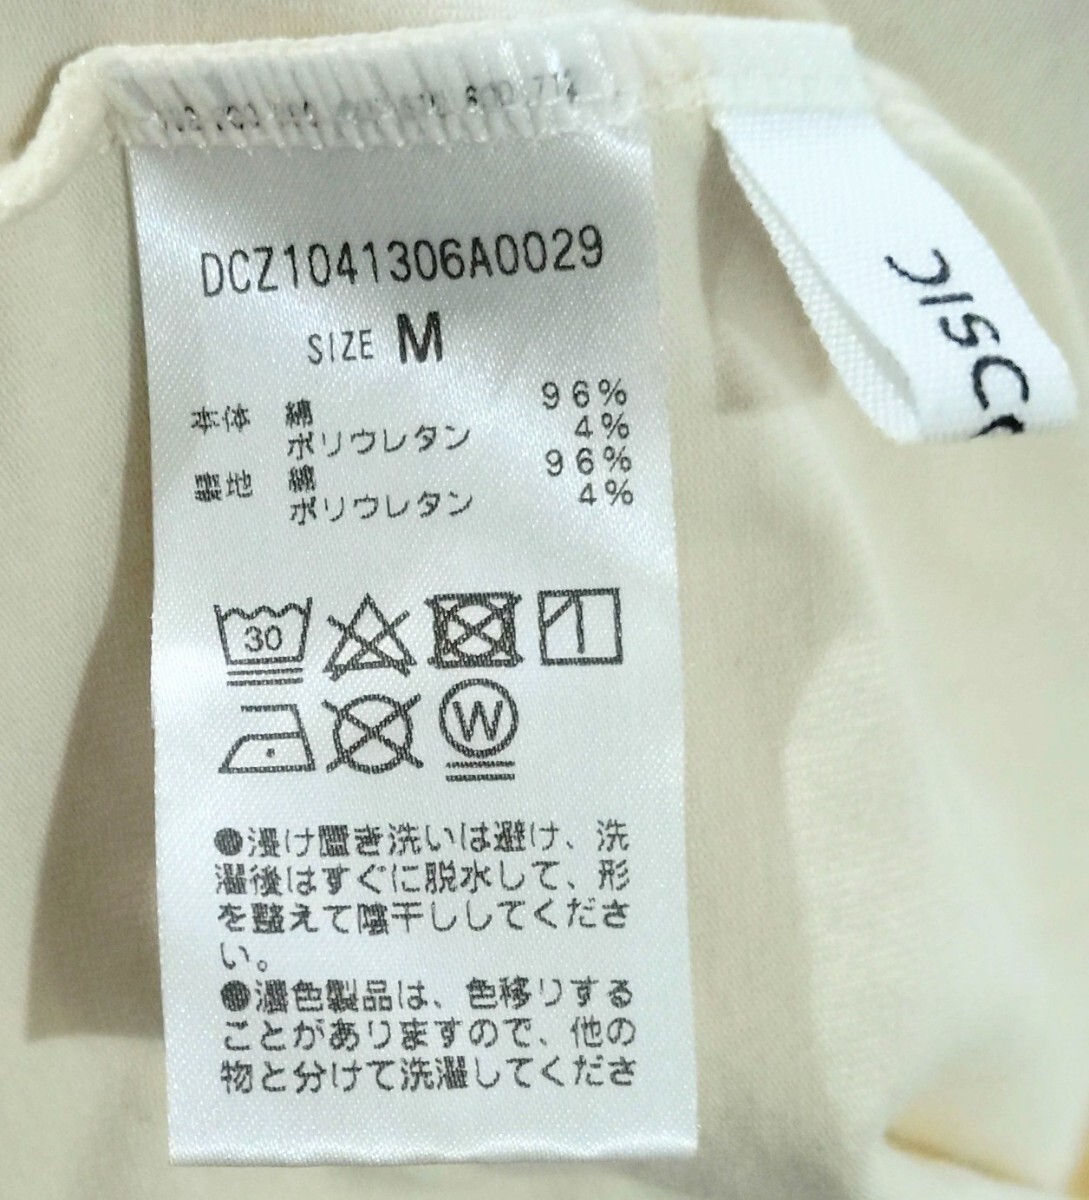 DCZ1041306A0029
SIZE M
本体 綿 96%
ポリウレタン 4%
裏地 綿 96%
ポリウレタン 4%
30
W
●浸け置き洗いは避け、洗
濯後はすぐに脱水して、形
を整えて陰干ししてくださ
い。
●濃色製品は、色移りする
ことがありますので、他の
物と分けて洗濯してくださ
DISC